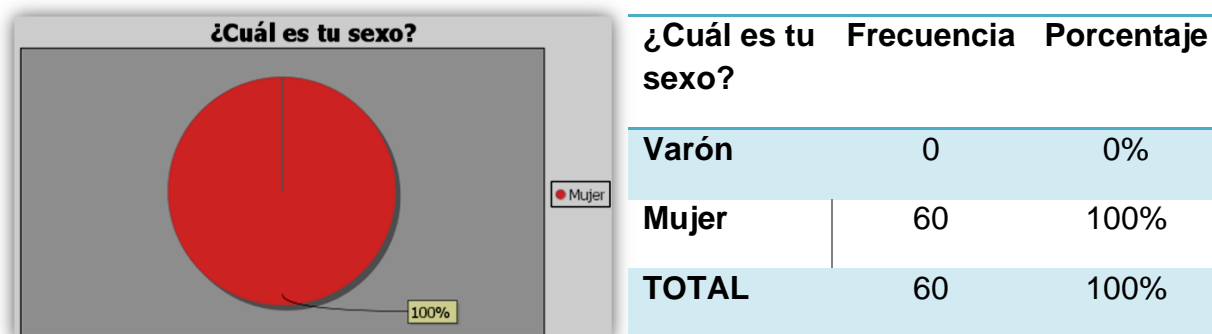 ¿Cuál es tu sexo?
Mujer
100%
¿Cuál es tu Frecuencia Porcentaje
sexo?
Varón 0 0%
Mujer 60 100%
TOTAL 60 100%